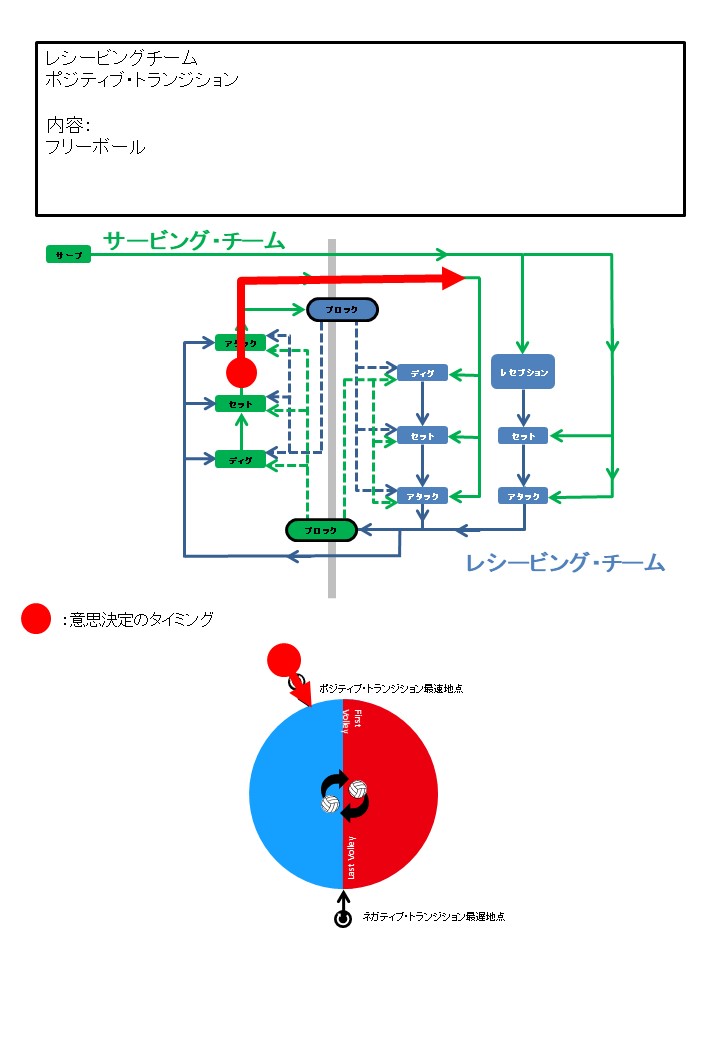 レシービングチーム
ポジティブ・トランジション
内容:
フリーボール
サービング・チーム
サーブ
ブロック
アタック
ディグ
レセプション
セット
セット
セット
ディグ
アタック
アタック
ブロック
レシービング・チーム
:意思決定のタイミング
ポジティブ・トランジション最速地点
First
Volley
Last Volley
ネガティブ・トランジション最遅地点